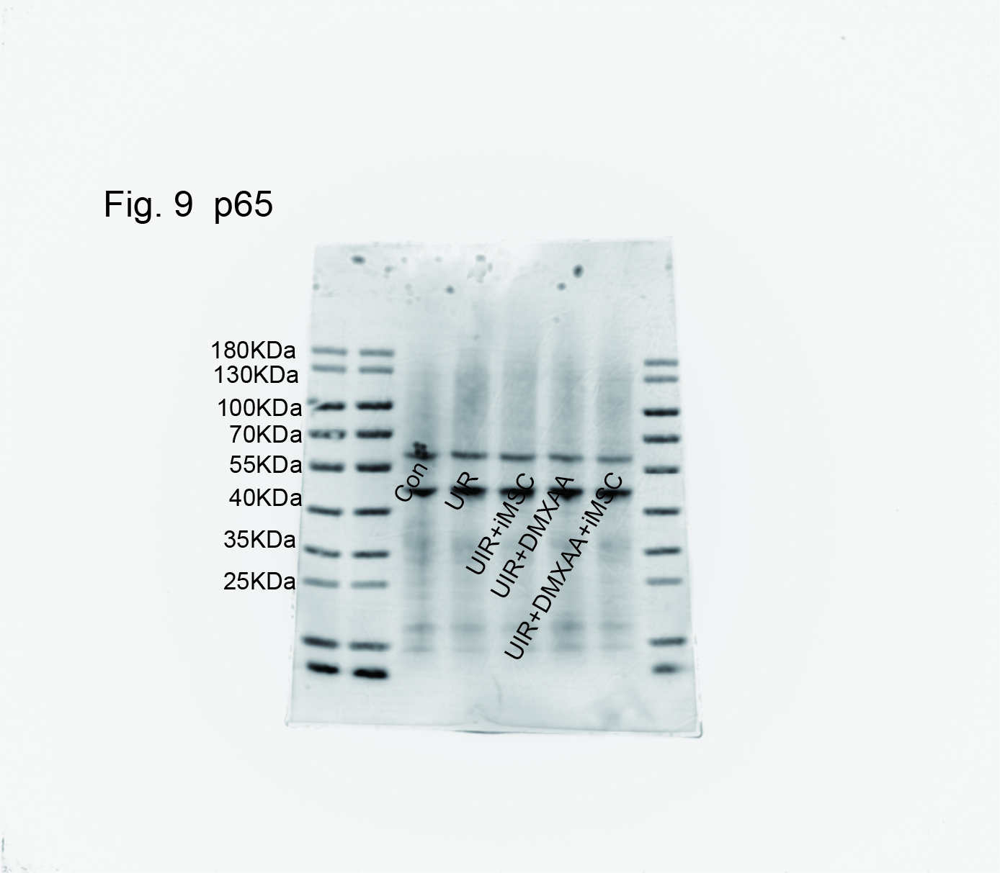 Fig. 9 p65
180KDa
130KDa
100KDa
70KDa
55KDa
40KDa
35KDa
25KDa
Con
UIR
UIR+iMSC
UIR+DMXAA
UIR+DMXAA+iMSC